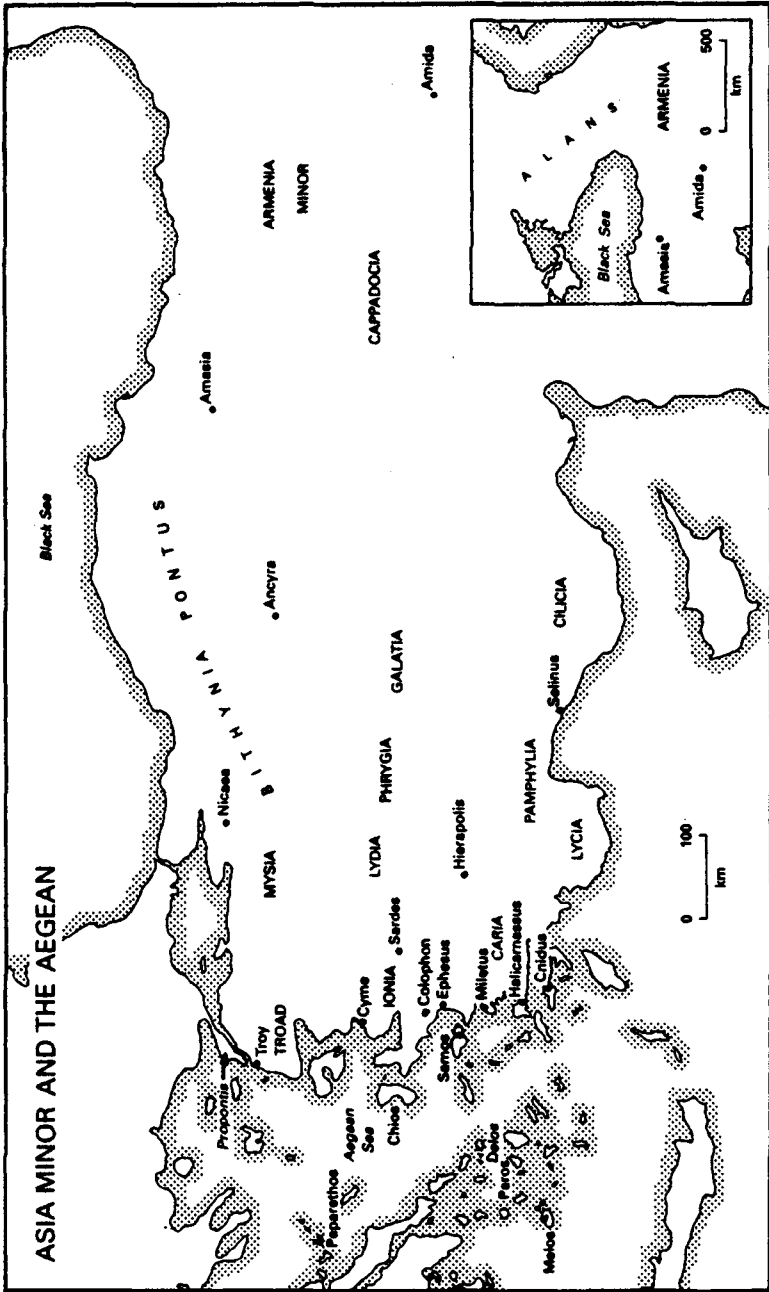 ASIA MINOR AND THE AEGEAN
Black Sea
BITHYNIA PONTUS
Amasia
Nicaea
Ancyra
ARMENIA
MINOR
Propontis
Troy
TROAD
MYSIA
CAPPADOCIA
Amida
Peparethos
Aegean
Sea
Cyme
LYDIA
PHRYGIA
GALATIA
Chios
IONIA
Sardes
Colophon
Ephesus
Hierapolis
Samos
Delos
Miletus
CARIA
Paros
Halicarnassus
PAMPHYLIA
Selinus
CILICIA
Melos
Cnidus
LYCIA
0 100
km
ALANS
Black Sea
ARMENIA
Amasia
Amida
0 500
km